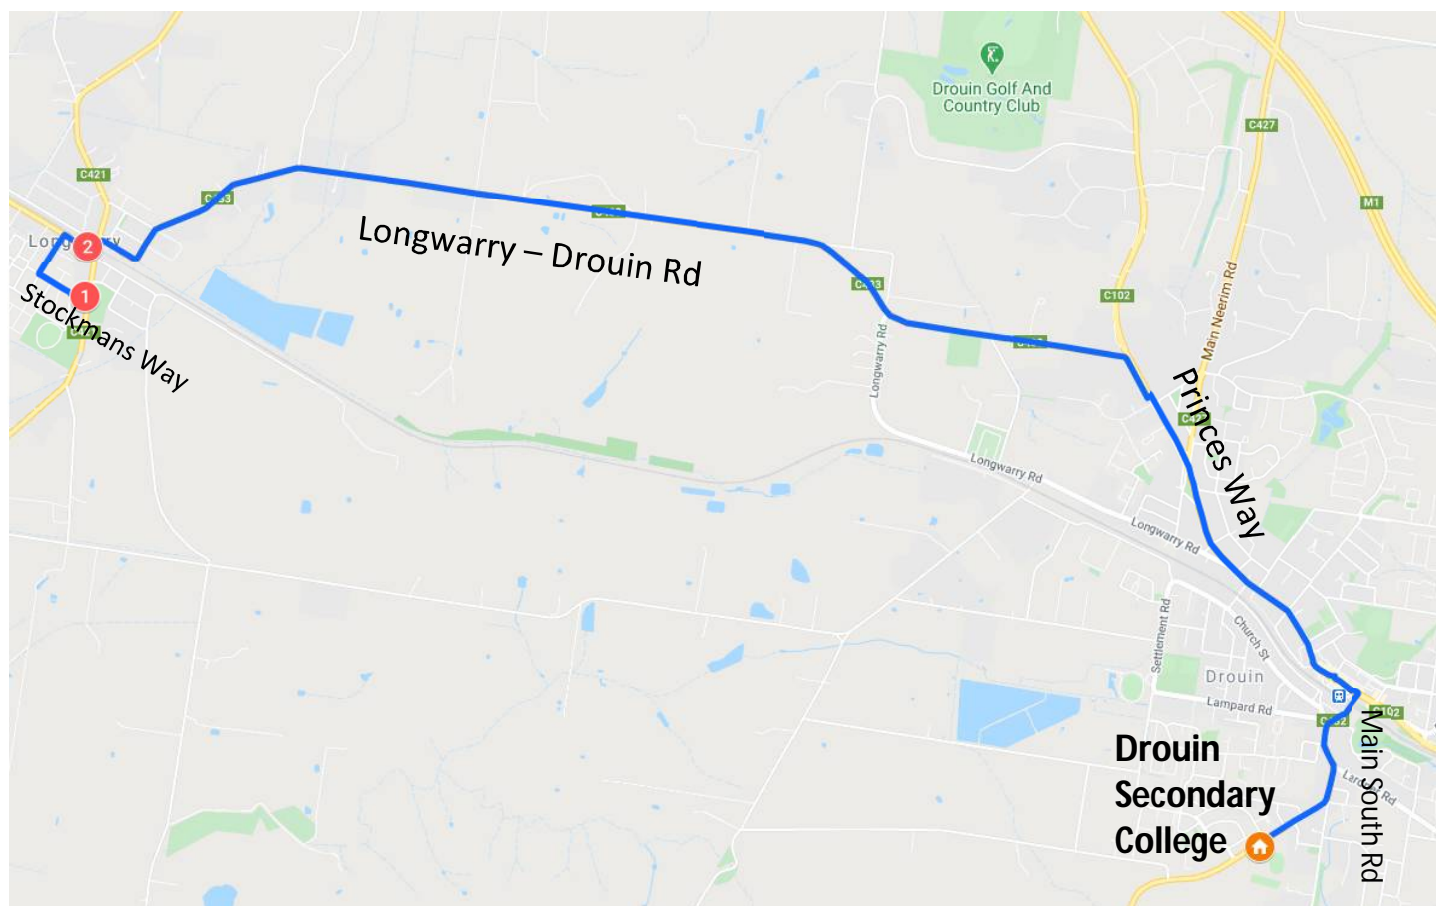 Drouin Golf And
Country Club
C427
C421
M1
2
Longwarry – Drouin Rd
1
Stockmans Way
C102
Main Neerim Rd
Longwarry Rd
Princes Way
Longwarry Rd
Longwarry Rd
Settlement Rd
Church St
Drouin
Lampard Rd
Main South Rd
Drouin
Secondary
College